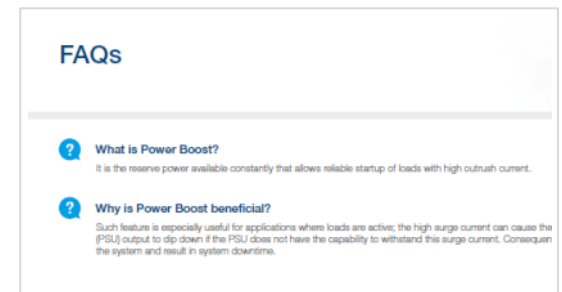 FAQs
? What is Power Boost?
It is the reserve power available constantly that allows reliable startup of loads with high outrush current.
? Why is Power Boost beneficial?
Such feature is especially useful for applications where loads are active; the high surge current can cause the
(PSU) output to dip down if the PSU does not have the capability to withstand this surge current. Consequen
the system and result in system downtime.